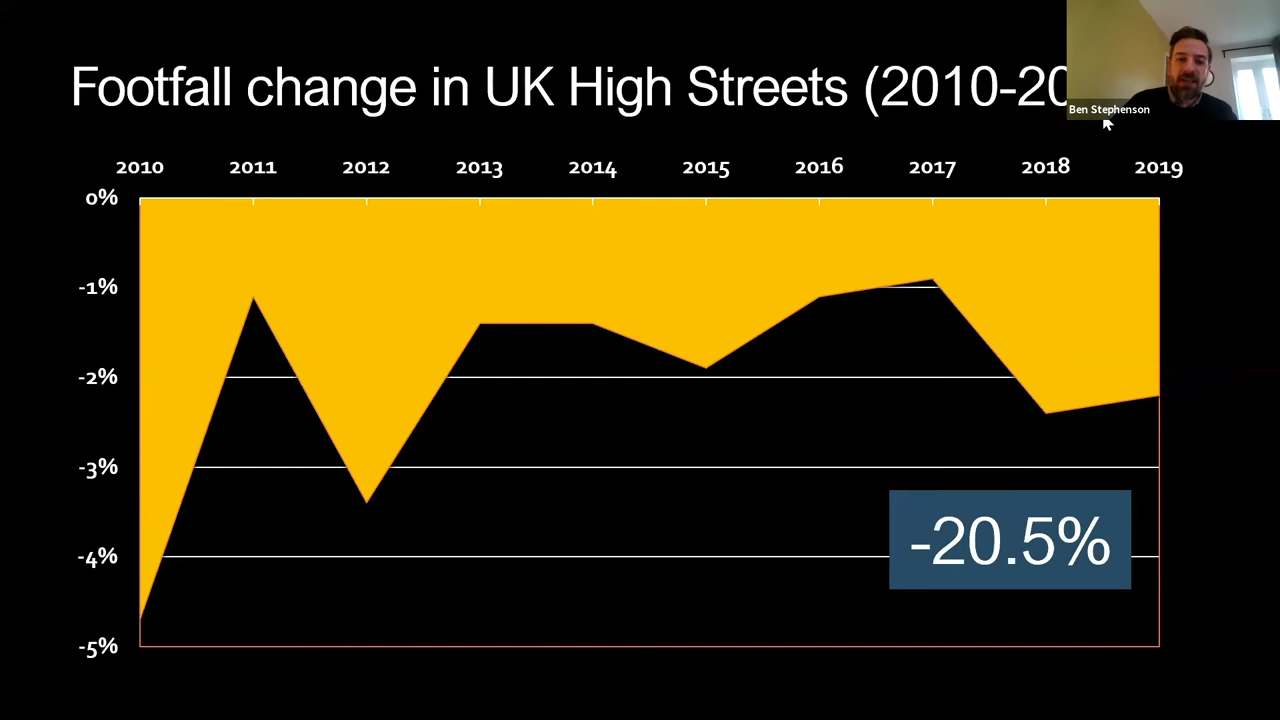 Footfall change in UK High Streets (2010-20
Ben Stephenson
2010 2011 2012 2013 2014 2015 2016 2017 2018 2019
0%
-1%
-2%
-3%
-4%
-5%
-20.5%